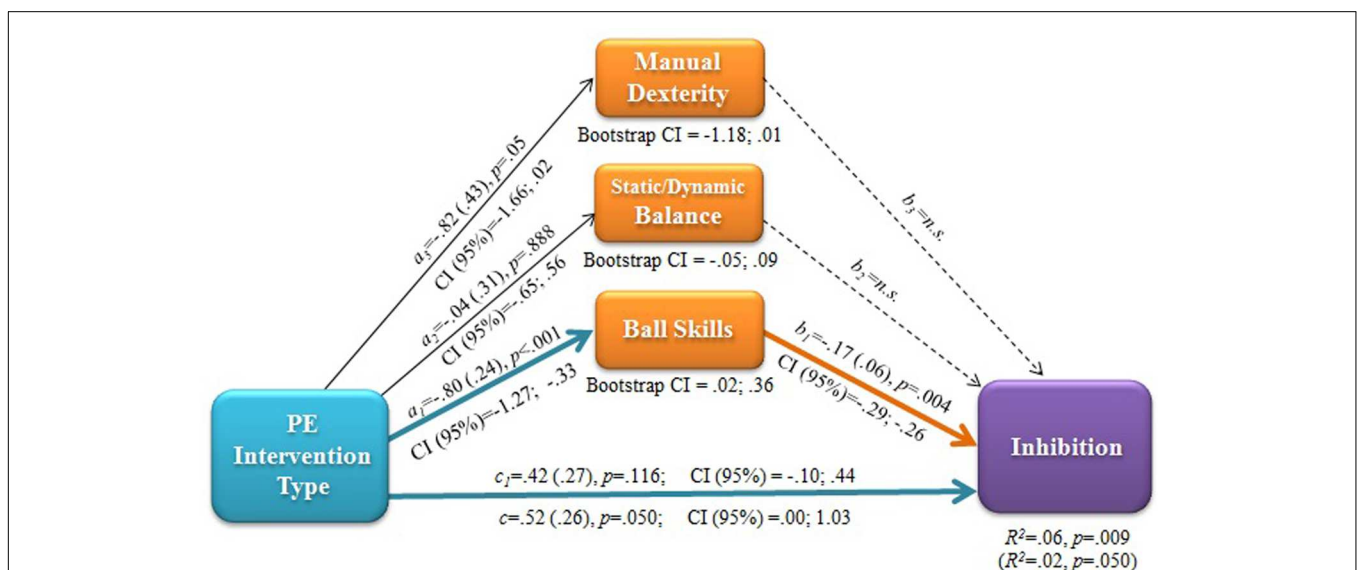 Manual
Dexterity
Bootstrap CI = -1.18; .01
a₃=-.82 (.43), p=.05
CI (95%)=-1.66; .02
Static/Dynamic
Balance
Bootstrap CI = -.05; .09
a₂=-.04 (.31), p=.888
CI (95%)=-.65; .56
b₃=n.s.
b₂=n.s.
Ball Skills
Bootstrap CI = .02; .36
a₁=-.80 (.24), p<.001
CI (95%)=-1.27; -.33
b₁=-.17 (.06), p=.004
CI (95%)=-.29; -.26
PE
Intervention
Type
Inhibition
c₁=.42 (.27), p=.116; CI (95%) = -.10; .44
c=.52 (.26), p=.050; CI (95%) =.00; 1.03
R²=.06, p=.009
(R²=.02, p=.050)